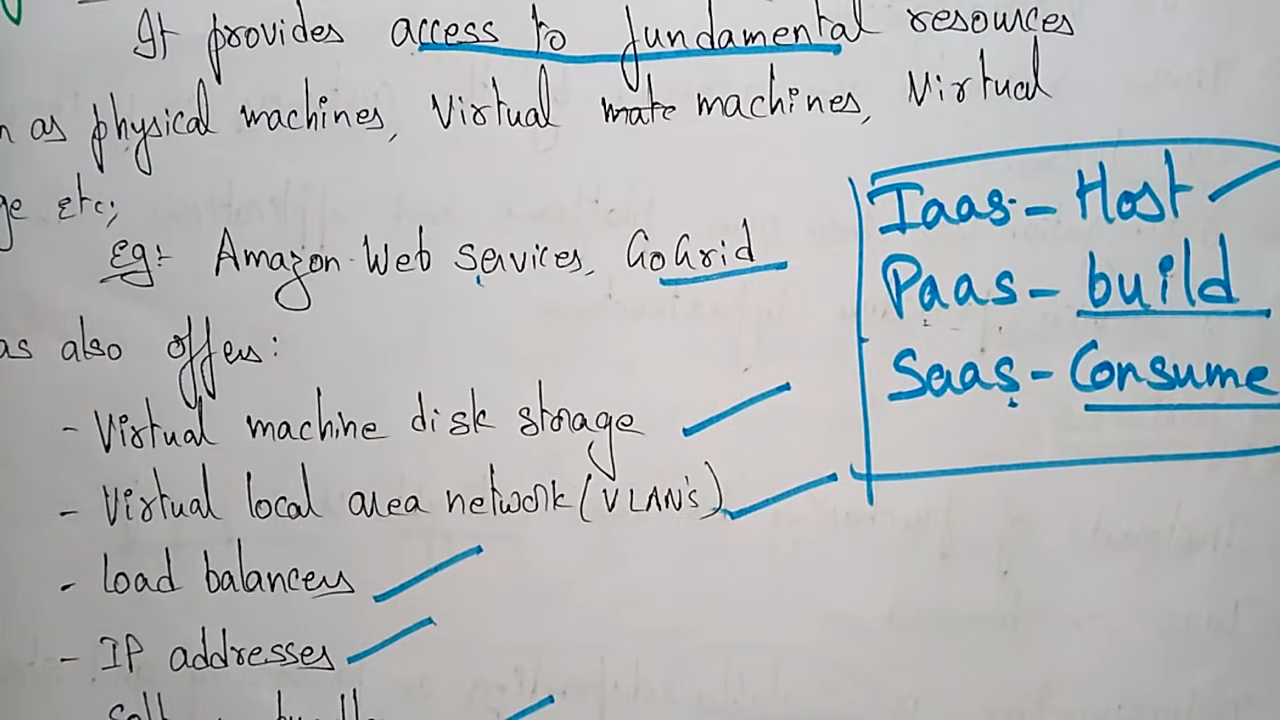 It provides access to fundamental resources
as physical machines, Virtual mate machines, Virtual
etc;
Eg:- Amazon Web services, GoGrid
as also offers:
- Virtual machine disk storage
- Virtual local area network (VLAN's)
- load balancers
- IP addresses
Iaas - Host
Paas - build
Saas - Consume